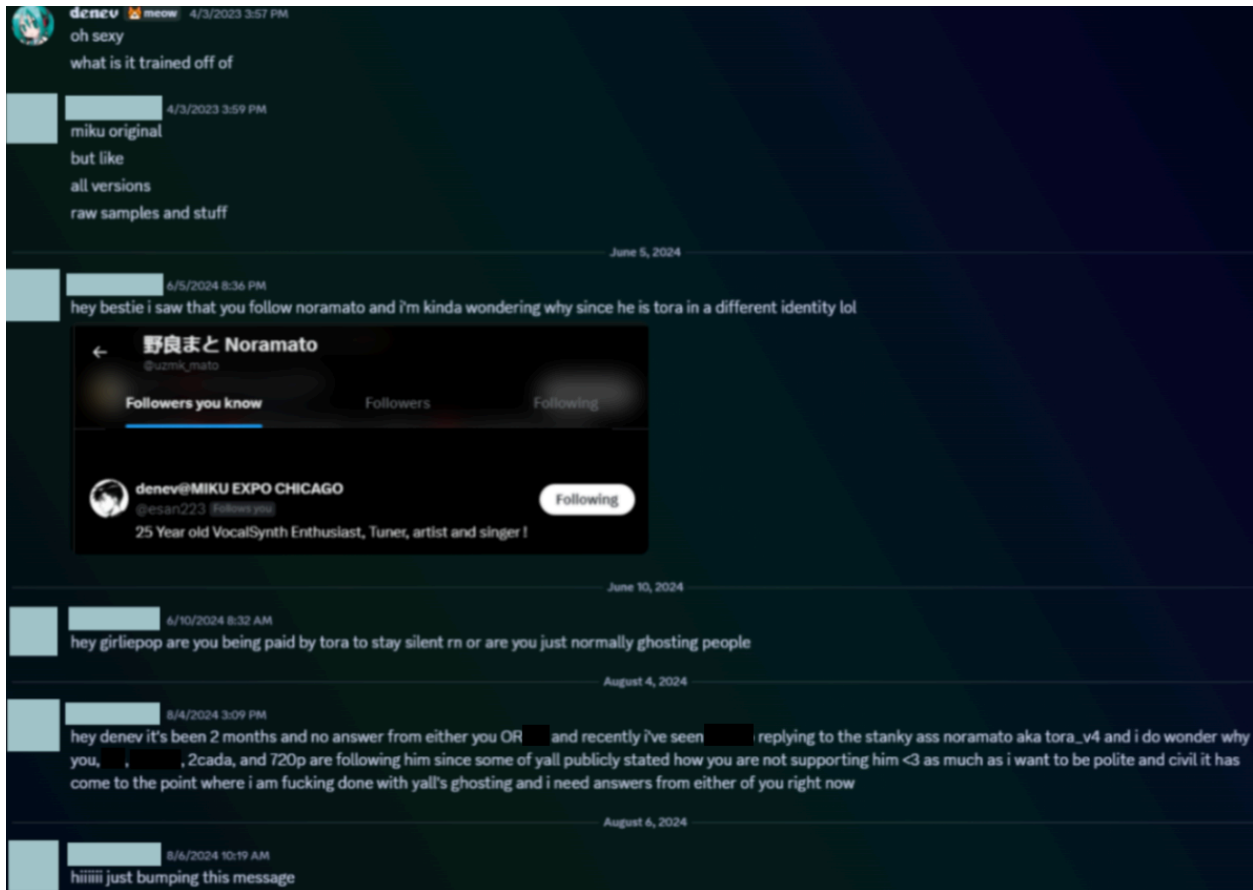 denev meow 4/3/2023 3:57 PM
oh sexy
what is it trained off of
4/3/2023 3:59 PM
miku original
but like
all versions
raw samples and stuff
June 5, 2024
6/5/2024 8:36 PM
hey bestie i saw that you follow noramato and i'm kinda wondering why since he is tora in a different identity lol
野良まと Noramato
@uzmk_mato
Followers you know Followers Following
denev@MIKU EXPO CHICAGO
@esan223 Follows you
Following
25 Year old VocalSynth Enthusiast, Tuner, artist and singer !
June 10, 2024
6/10/2024 8:32 AM
hey girliepop are you being paid by tora to stay silent rn or are you just normally ghosting people
August 4, 2024
8/4/2024 3:09 PM
hey denev it's been 2 months and no answer from either you OR and recently i've seen replying to the stanky ass noramato aka tora_v4 and i do wonder why
you, , , 2cada, and 720p are following him since some of yall publicly stated how you are not supporting him <3 as much as i want to be polite and civil it has
come to the point where i am fucking done with yall's ghosting and i need answers from either of you right now
August 6, 2024
8/6/2024 10:19 AM
hiiiiii just bumping this message